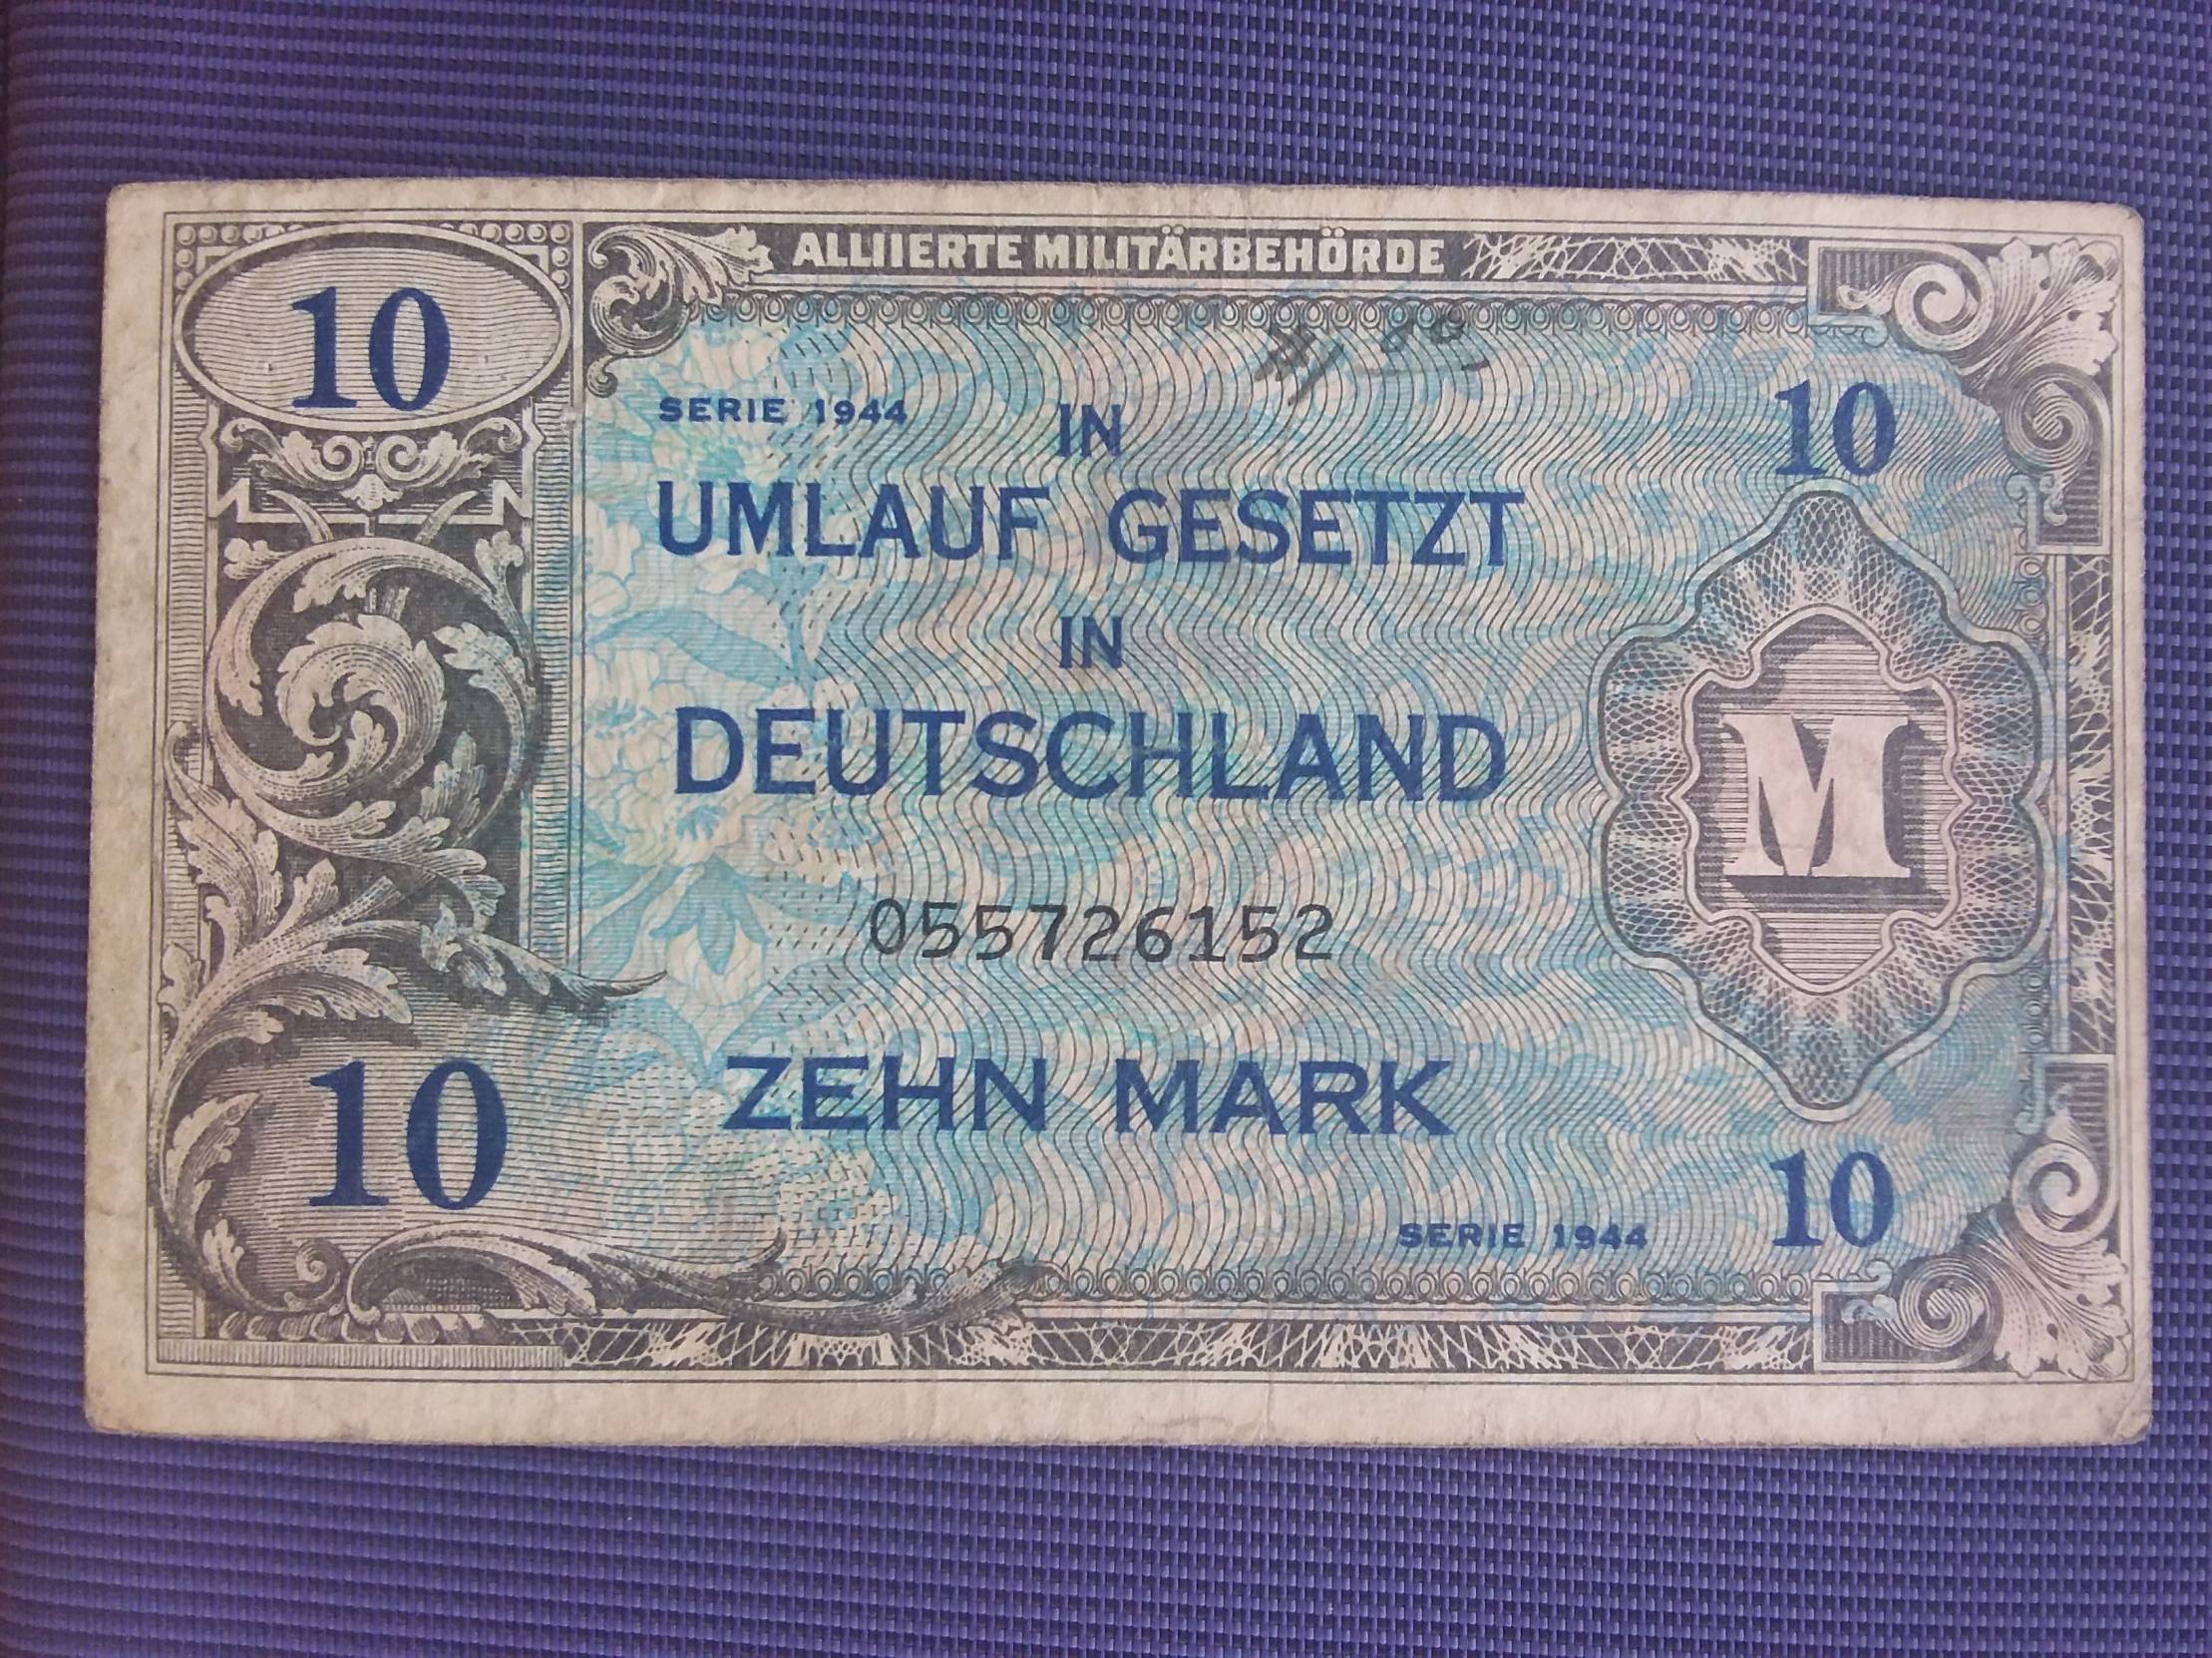 ALLIIERTE MILITÄRBEHÖRDE
10
10
SERIE 1944
IN
UMLAUF GESETZT
IN
DEUTSCHLAND
M
055726152
10
ZEHN MARK
10
SERIE 1944